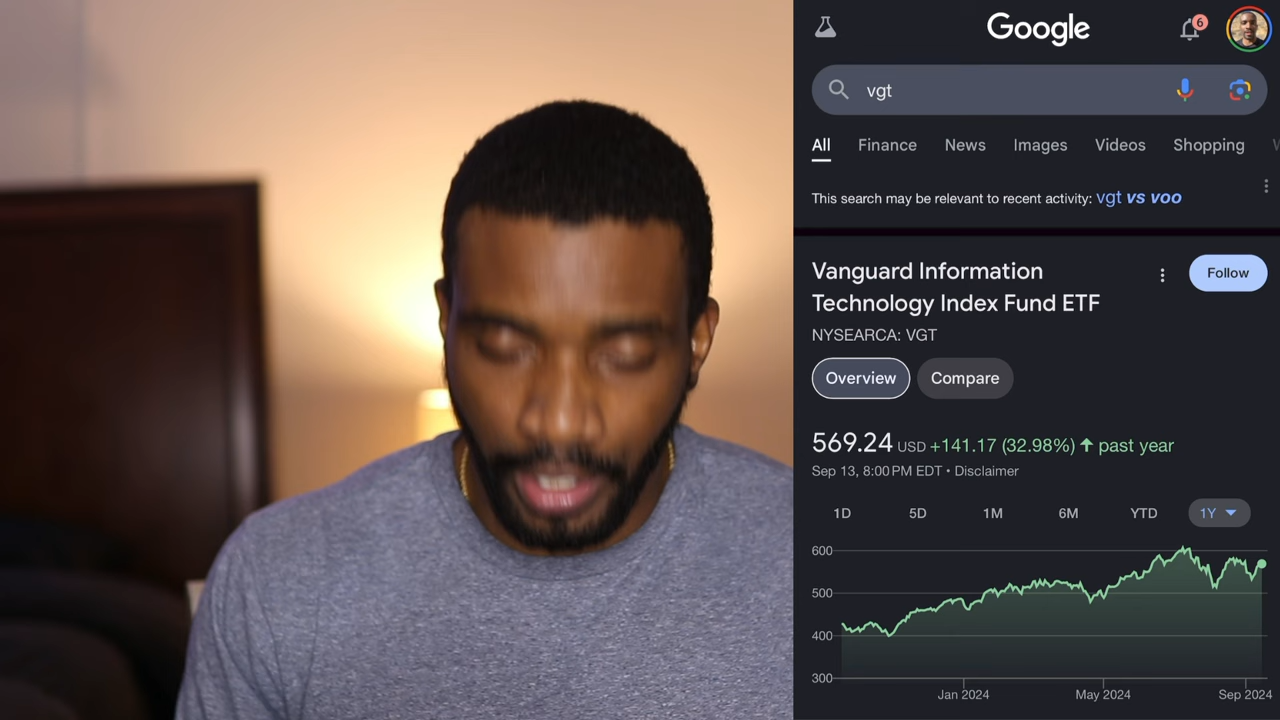 Google
6
vgt
All Finance News Images Videos Shopping
This search may be relevant to recent activity: vgt vs voo
Vanguard Information
Technology Index Fund ETF
Follow
NYSEARCA: VGT
Overview Compare
569.24 USD +141.17 (32.98%) ↑ past year
Sep 13, 8:00 PM EDT • Disclaimer
1D 5D 1M 6M YTD 1Y
600
500
400
300
Jan 2024 May 2024 Sep 2024